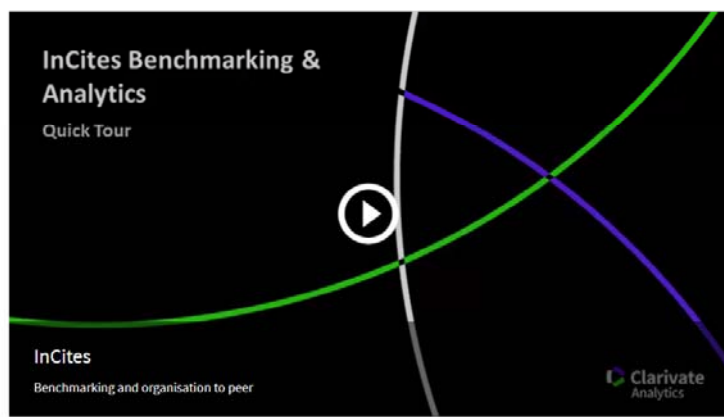 InCites Benchmarking &
Analytics
Quick Tour
InCites
Benchmarking and organisation to peer
Clarivate
Analytics